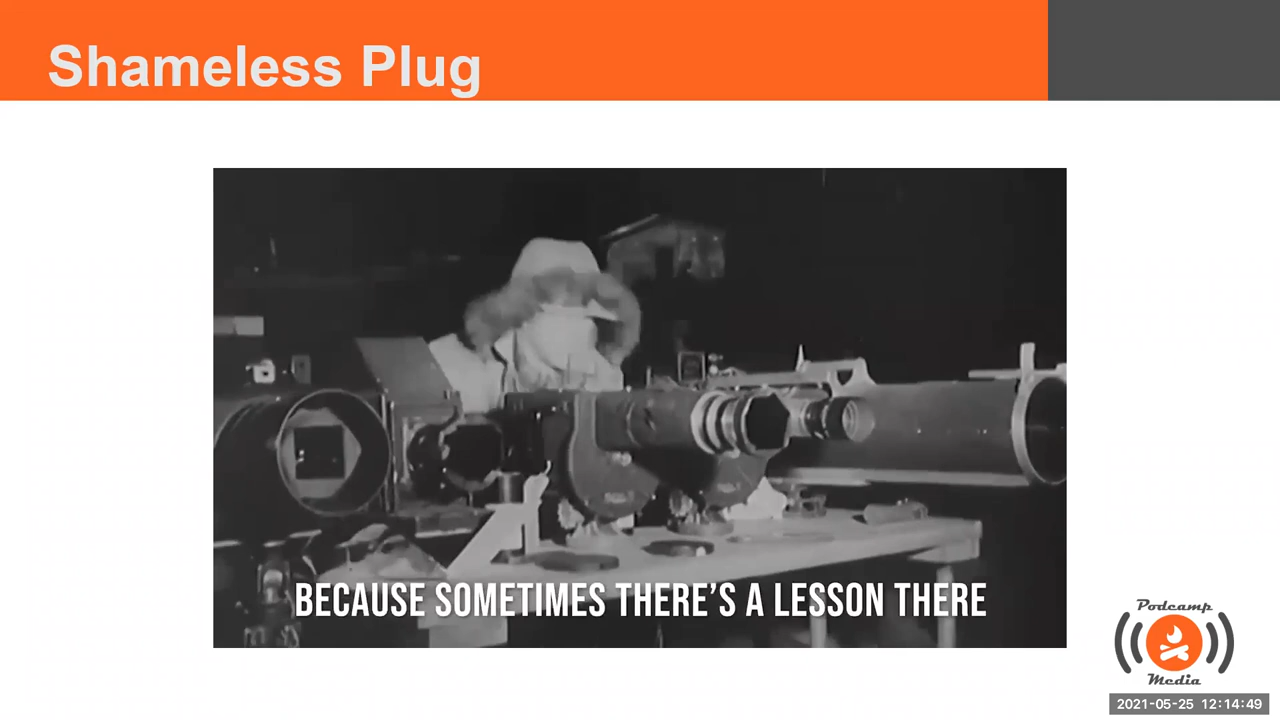 Shameless Plug
BECAUSE SOMETIMES THERE'S A LESSON THERE
Podcamp
Media
2021-05-25 12:14:49